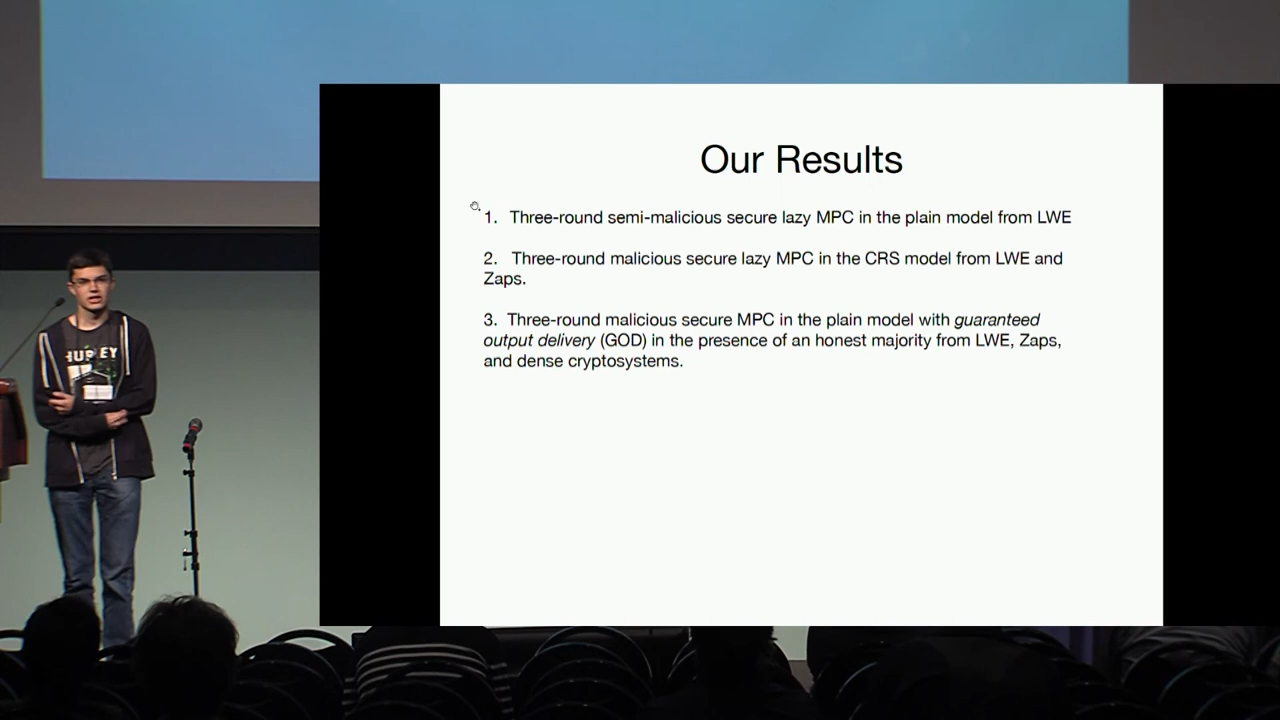 Our Results
1. Three-round semi-malicious secure lazy MPC in the plain model from LWE
2. Three-round malicious secure lazy MPC in the CRS model from LWE and
Zaps.
3. Three-round malicious secure MPC in the plain model with guaranteed
output delivery (GOD) in the presence of an honest majority from LWE, Zaps,
and dense cryptosystems.
HURLEY